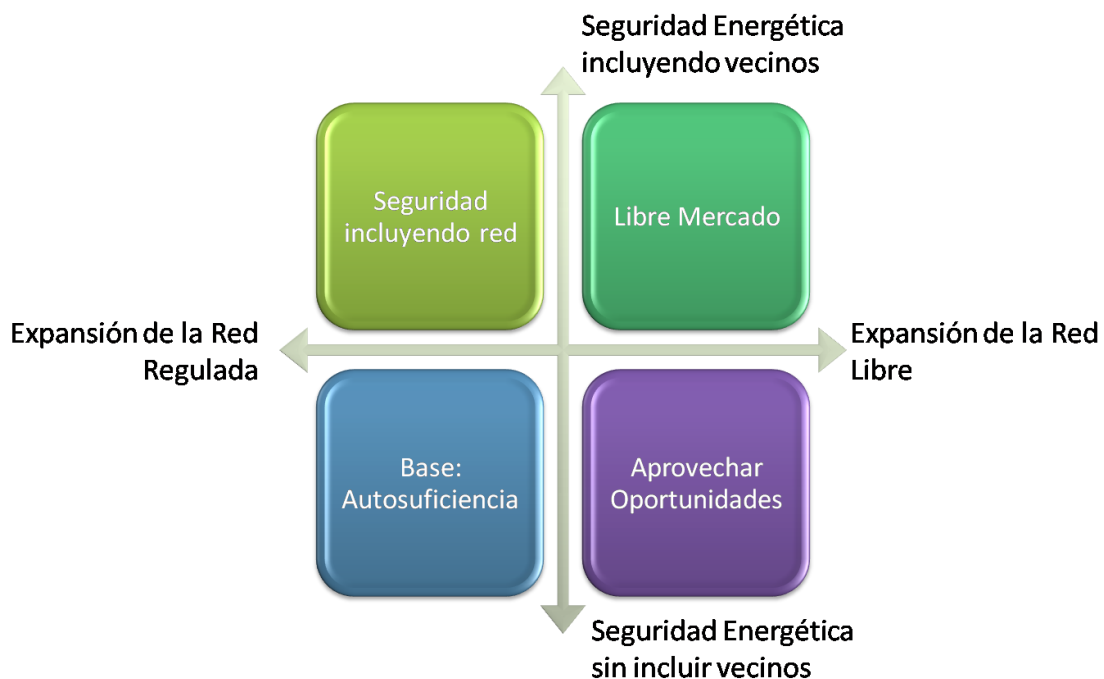 Seguridad Energética
incluyendo vecinos
Seguridad
incluyendo red
Libre Mercado
Expansión de la Red
Regulada
Expansión de la Red
Libre
Base:
Autosuficiencia
Aprovechar
Oportunidades
Seguridad Energética
sin incluir vecinos